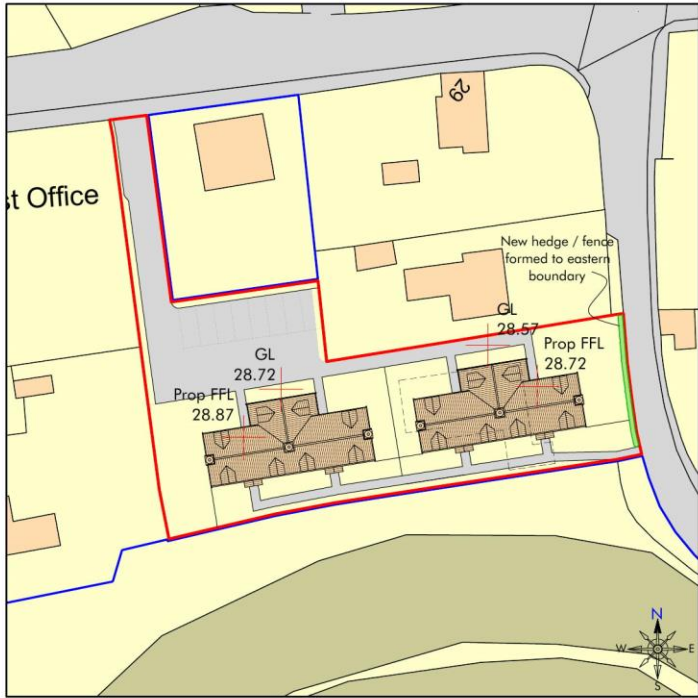 29
st Office
New hedge / fence
formed to eastern
boundary
GL
28.57
Prop FFL
28.72
GL
28.72
Prop FFL
28.87
N
W
E
S